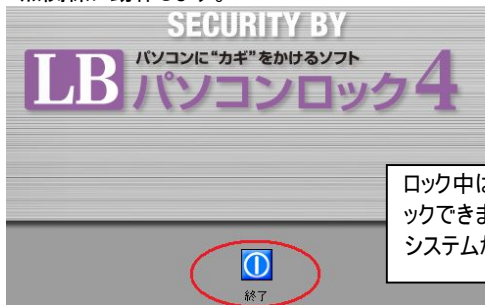 SECURITY BY
パソコンに"カギ"をかけるソフト
LB パソコンロック4
ロック中に
ックできま
システムが
終了